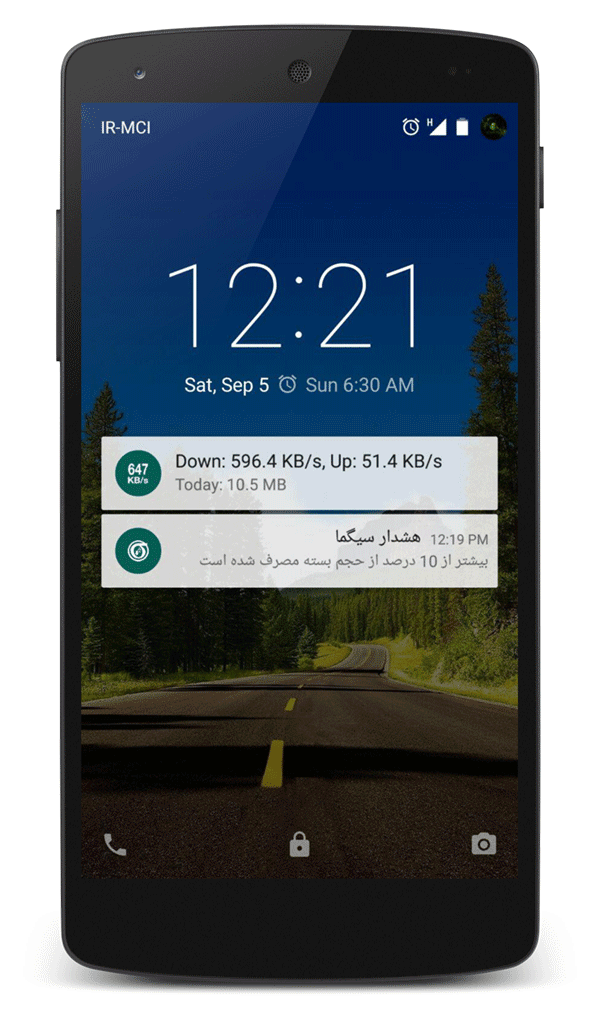 IR-MCI
H
12:21
Sat, Sep 5 Sun 6:30 AM
647
KB/s
Down: 596.4 KB/s, Up: 51.4 KB/s
Today: 10.5 MB
هشدار سیگما 12:19 PM
بیشتر از 10 درصد از حجم بسته مصرف شده است